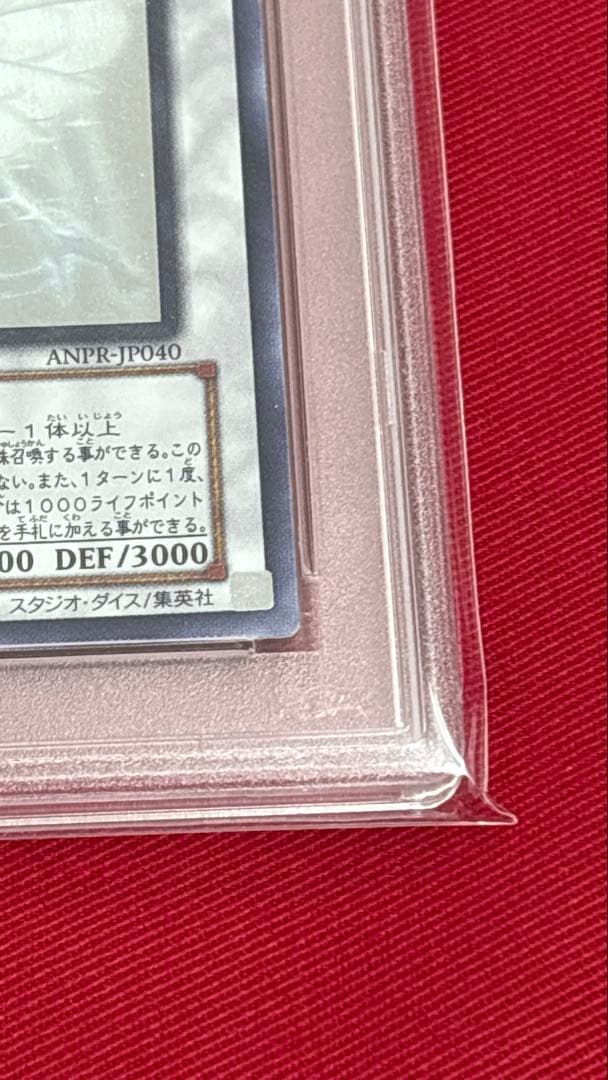 ANPR-JP040
ー1体以上
殊召喚する事ができる。この
ない。また、1ターンに1度、
は1000ライフポイント
を手札に加える事ができる。
00 DEF/3000
スタジオ・ダイス/集英社